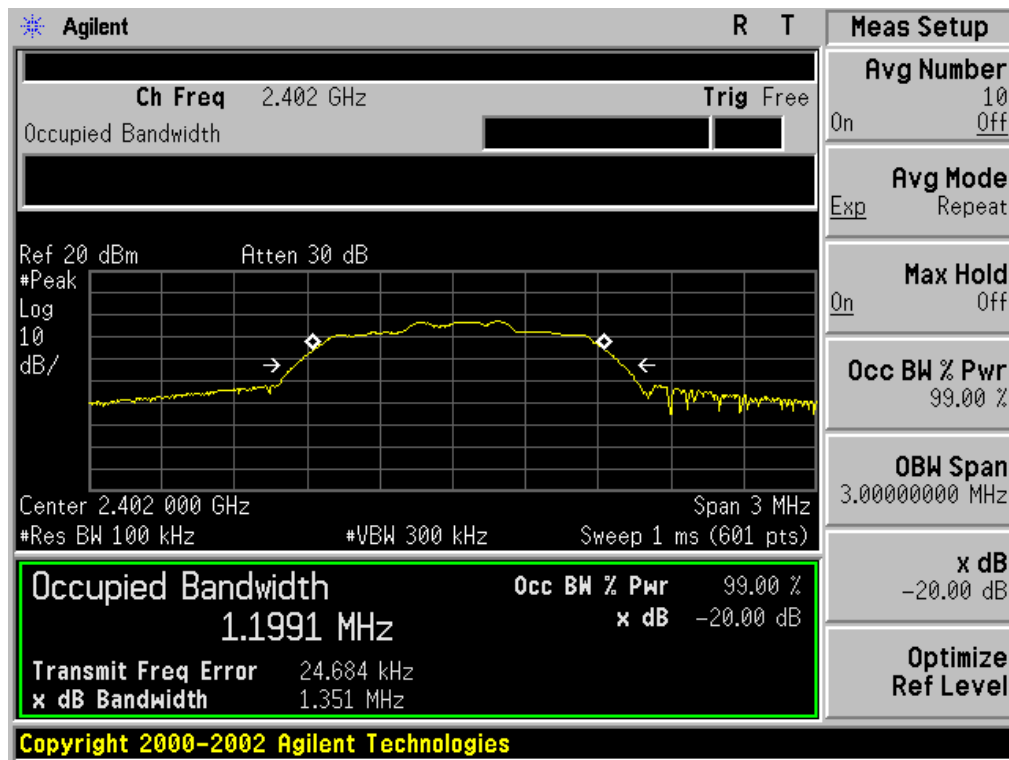 Agilent R T
Ch Freq 2.402 GHz Trig Free
Occupied Bandwidth
Ref 20 dBm Atten 30 dB
#Peak
Log
10
dB/
Center 2.402 000 GHz Span 3 MHz
#Res BW 100 kHz #VBW 300 kHz Sweep 1 ms (601 pts)
Occupied Bandwidth Occ BW % Pwr 99.00 %
1.1991 MHz x dB -20.00 dB
Transmit Freq Error 24.684 kHz
x dB Bandwidth 1.351 MHz
Copyright 2000-2002 Agilent Technologies
Meas Setup
Avg Number
10
On Off
Avg Mode
Exp Repeat
Max Hold
On Off
Occ BW % Pwr
99.00 %
OBW Span
3.00000000 MHz
x dB
-20.00 dB
Optimize
Ref Level